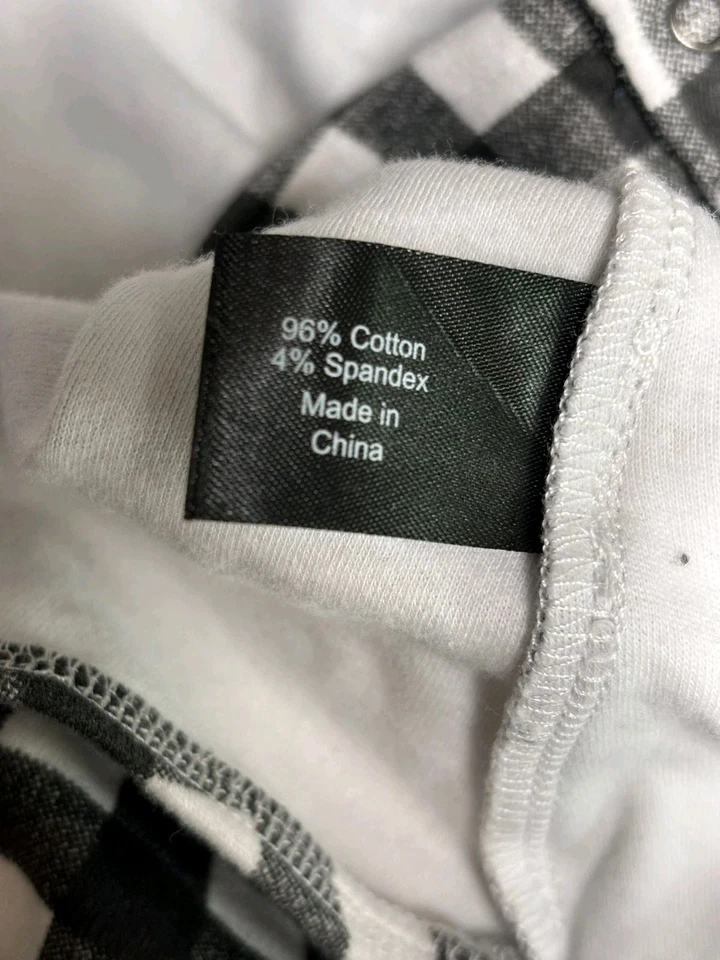 96% Cotton
4% Spandex
Made in
China